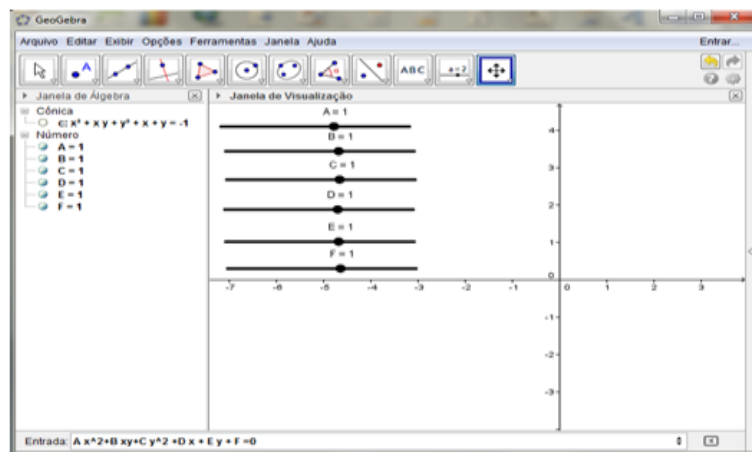 GeoGebra
Arquivo Editar Exibir Opções Ferramentas Janela Ajuda Entrar...
A ABC a=2
Janela de Álgebra
Janela de Visualização
Cônica
c: x² + x y + y² + x + y = -1
Número
A = 1
B = 1
C = 1
D = 1
E = 1
F = 1
A = 1
B = 1
C = 1
D = 1
E = 1
F = 1
4
3
2
1
0
-7 -6 -5 -4 -3 -2 -1 0 1 2 3
-1
-2
-3
Entrada: A x^2+B xy+C y^2 +D x + E y + F =0